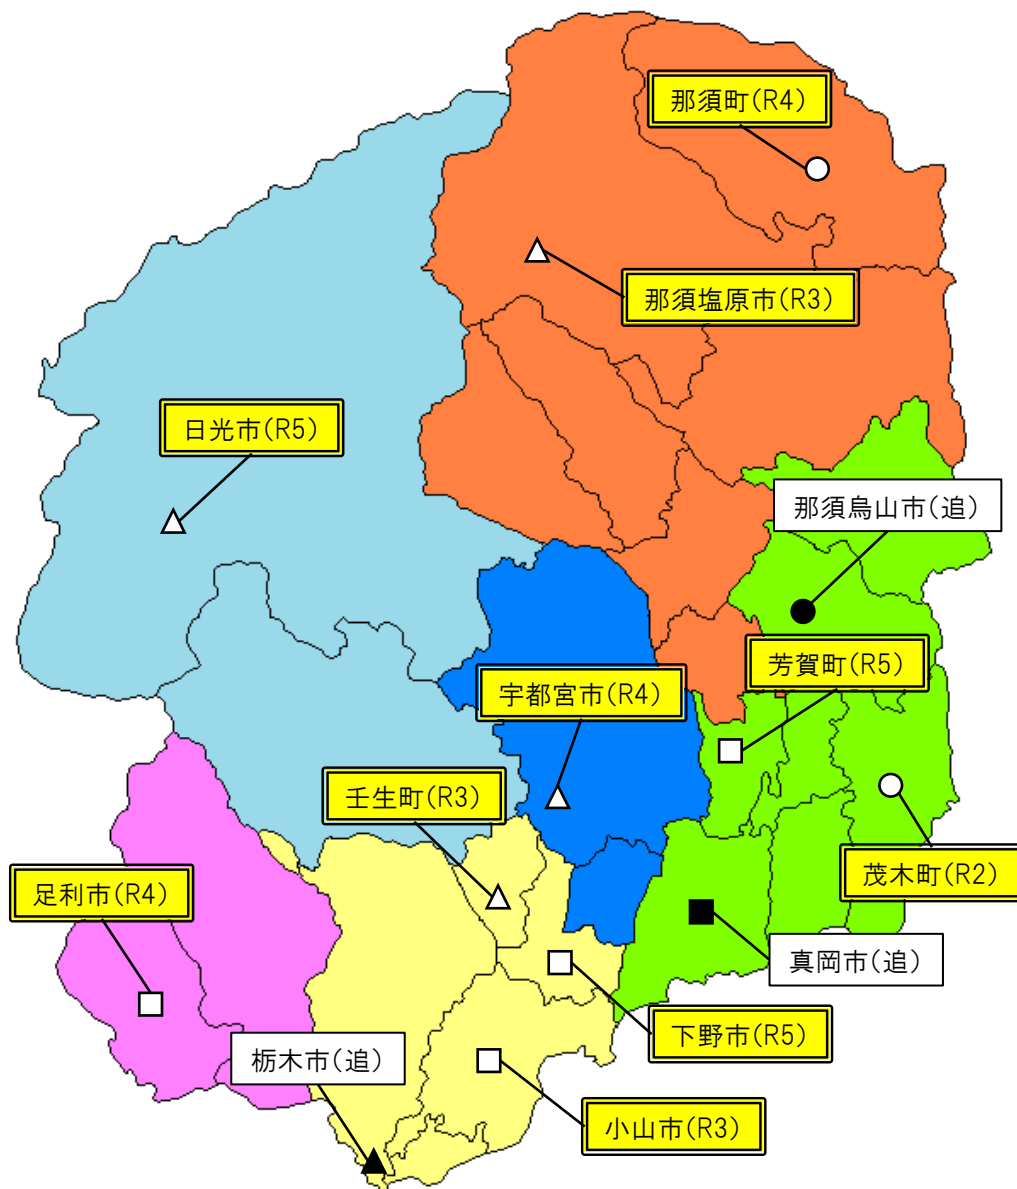 那須町(R4)
那須塩原市(R3)
日光市(R5)
那須烏山市(追)
芳賀町(R5)
宇都宮市(R4)
壬生町(R3)
足利市(R4)
茂木町(R2)
真岡市(追)
下野市(R5)
栃木市(追)
小山市(R3)